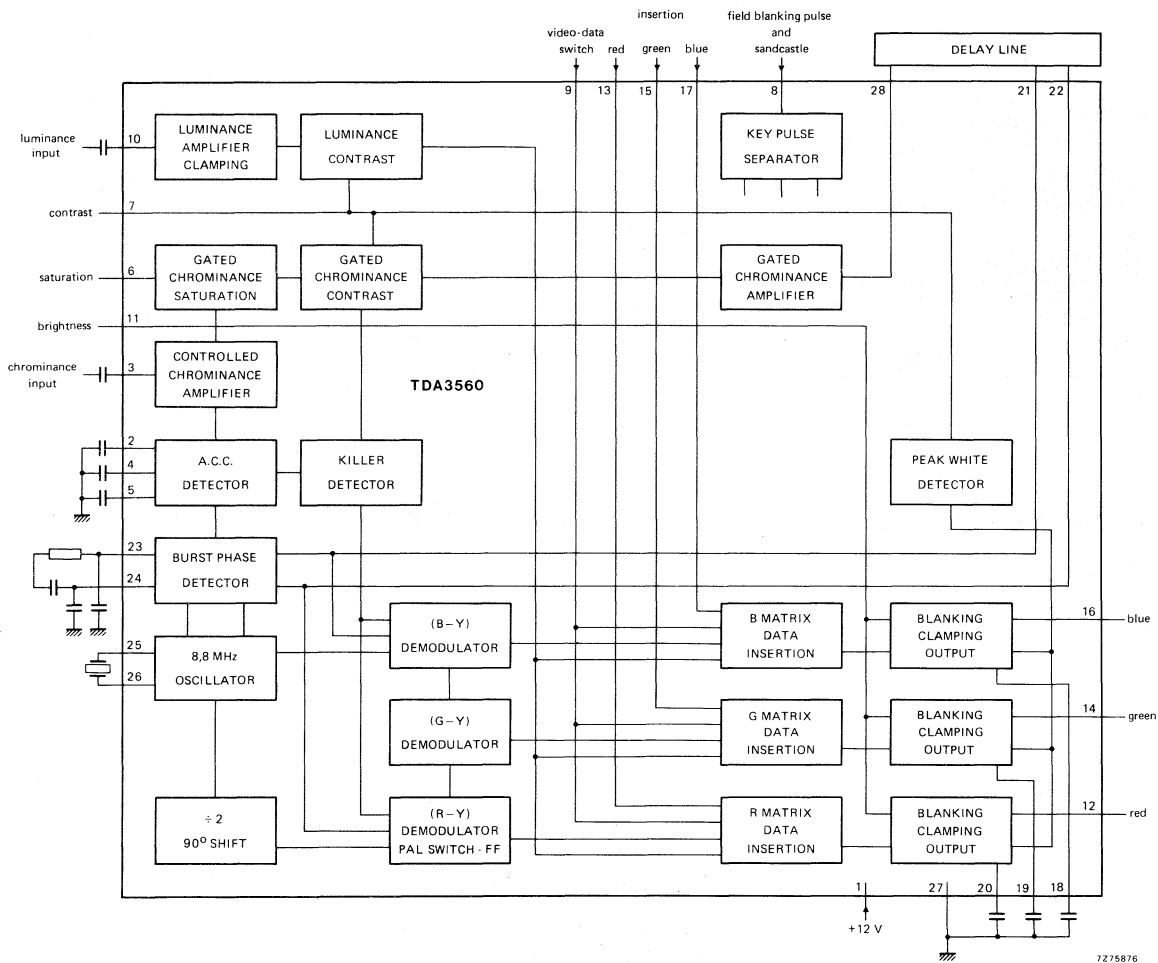 insertion
field blanking pulse
and
sandcastle
video-data
switch
red
green
blue
DELAY LINE
9
13
15
17
8
28
21
22
luminance
input
10
LUMINANCE
AMPLIFIER
CLAMPING
LUMINANCE
CONTRAST
KEY PULSE
SEPARATOR
contrast
7
saturation
6
GATED
CHROMINANCE
SATURATION
GATED
CHROMINANCE
CONTRAST
GATED
CHROMINANCE
AMPLIFIER
brightness
11
chrominance
input
3
CONTROLLED
CHROMINANCE
AMPLIFIER
TDA3560
2
4
5
A.C.C.
DETECTOR
KILLER
DETECTOR
PEAK WHITE
DETECTOR
23
24
BURST PHASE
DETECTOR
25
26
8,8 MHz
OSCILLATOR
(B–Y)
DEMODULATOR
B MATRIX
DATA
INSERTION
BLANKING
CLAMPING
OUTPUT
16
blue
(G–Y)
DEMODULATOR
G MATRIX
DATA
INSERTION
BLANKING
CLAMPING
OUTPUT
14
green
÷ 2
90° SHIFT
(R–Y)
DEMODULATOR
PAL SWITCH - FF
R MATRIX
DATA
INSERTION
BLANKING
CLAMPING
OUTPUT
12
red
1
27
20
19
18
+12 V
7Z75876